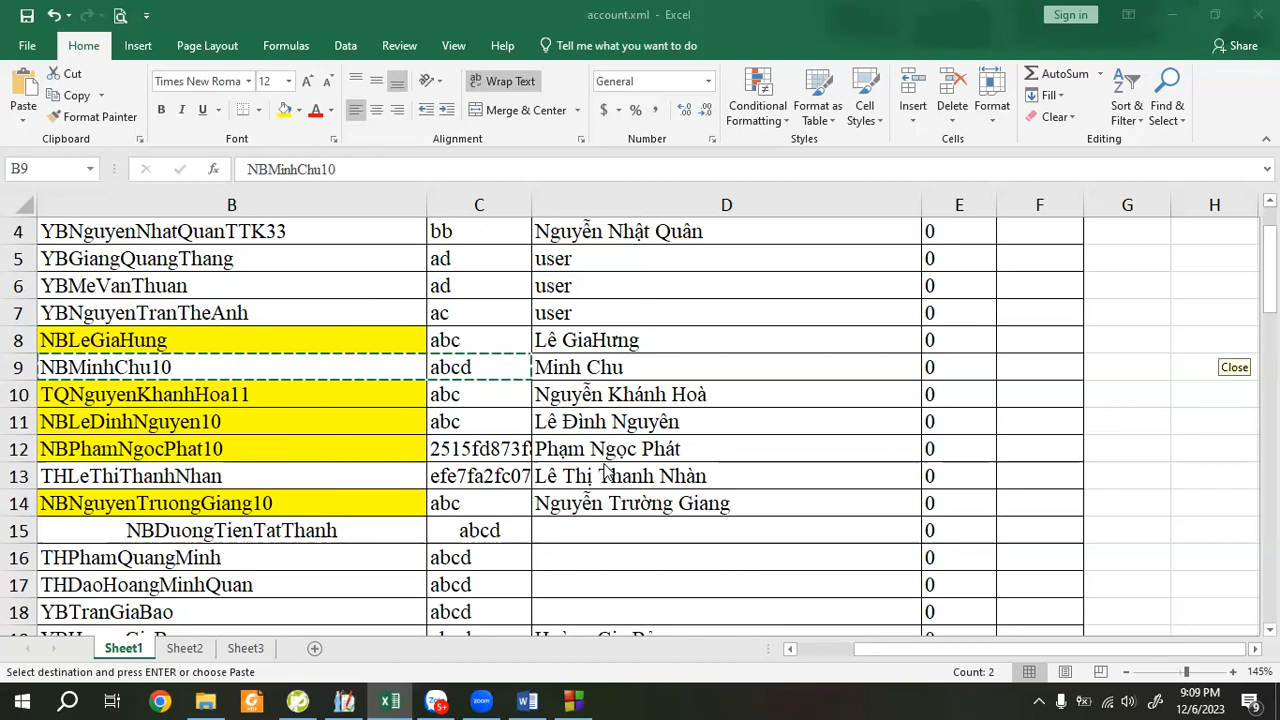 account.xml - Excel
Sign in
File Home Insert Page Layout Formulas Data Review View Help Tell me what you want to do Share
Paste
Cut
Copy
Format Painter
Clipboard
Times New Roma 12
B I U
Font
Wrap Text
Merge & Center
Alignment
General
$ % ,
Number
Conditional Formatting
Format as Table
Cell Styles
Styles
Insert
Delete
Format
Cells
AutoSum
Fill
Clear
Sort & Filter
Find & Select
Editing
B9 fx NBMinhChu10
B C D E F G H
4 YBNguyenNhatQuanTTK33 bb Nguyễn Nhật Quân 0
5 YBGiangQuangThang ad user 0
6 YBMeVanThuan ad user 0
7 YBNguyenTranTheAnh ac user 0
8 NBLeGiaHung abc Lê GiaHưng 0
9 NBMinhChu10 abcd Minh Chu 0 Close
10 TQNguyenKhanhHoa11 abc Nguyễn Khánh Hoà 0
11 NBLeDinhNguyen10 abc Lê Đình Nguyên 0
12 NBPhamNgocPhat10 2515fd873f Phạm Ngọc Phát 0
13 THLeThiThanhNhan efe7fa2fc07 Lê Thị Thanh Nhàn 0
14 NBNguyenTruongGiang10 abc Nguyễn Trường Giang 0
15 NBDuongTienTatThanh abcd 0
16 THPhamQuangMinh abcd 0
17 THDaoHoangMinhQuan abcd 0
18 YBTranGiaBao abcd 0
Sheet1 Sheet2 Sheet3
Select destination and press ENTER or choose Paste Count: 2 145%
zoom
5+
9:09 PM
12/6/2023
9